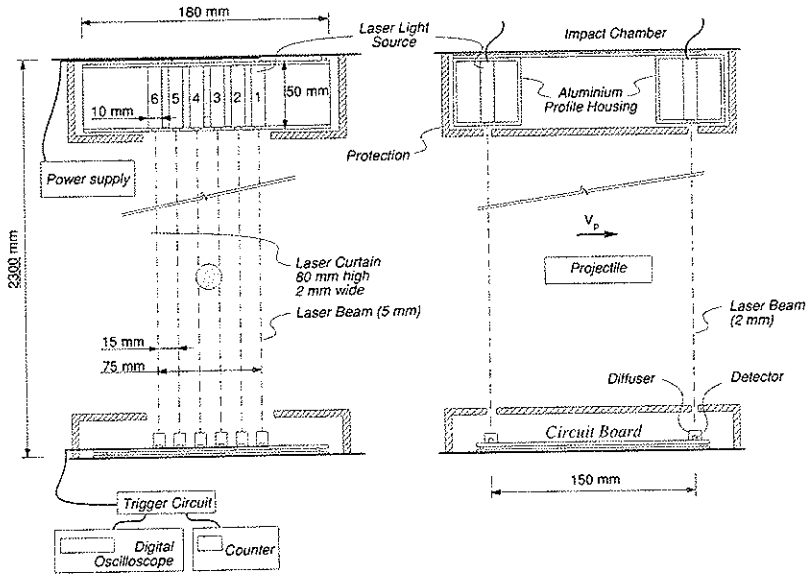 180 mm
Laser Light
Source
Impact Chamber
6 5 4 3 2 1
50 mm
10 mm
Aluminium
Profile Housing
Protection
Power supply
2300 mm
Vp
Projectile
Laser Curtain
80 mm high
2 mm wide
Laser Beam (5 mm)
Laser Beam
(2 mm)
15 mm
75 mm
Diffuser
Detector
Circuit Board
150 mm
Trigger Circuit
Digital
Oscilloscope
Counter